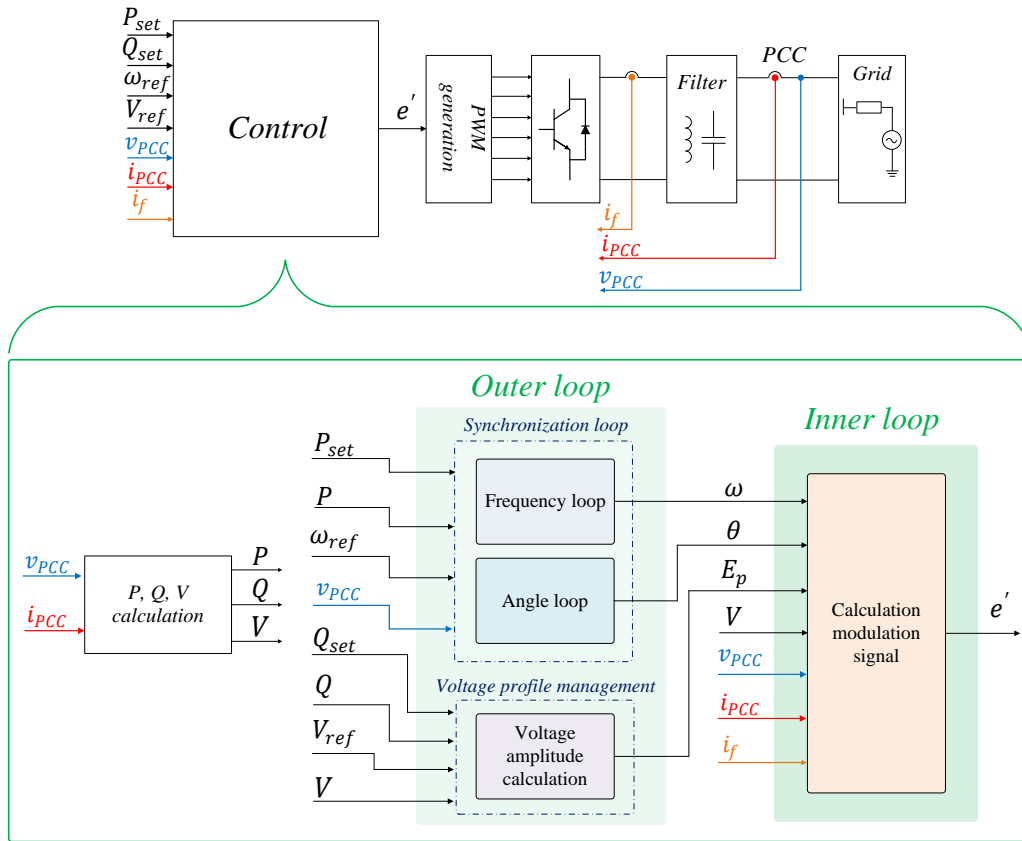 P_set
Q_set
ω_ref
V_ref
v_PCC
i_PCC
i_f
Control
e′
PWM
generation
Filter
PCC
Grid
i_f
i_PCC
v_PCC
Outer loop
Inner loop
Synchronization loop
P_set
P
ω_ref
v_PCC
Frequency loop
Angle loop
v_PCC
i_PCC
P, Q, V
calculation
P
Q
V
Q_set
Q
V_ref
V
Voltage profile management
Voltage
amplitude
calculation
ω
θ
E_p
V
v_PCC
i_PCC
i_f
Calculation
modulation
signal
e′